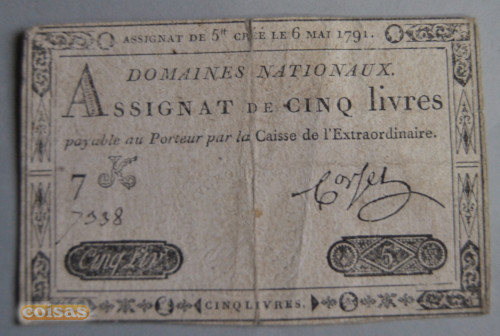 ASSIGNAT DE 5ᵗᵗ CRÉÉ LE 6 MAI 1791.
DOMAINES NATIONAUX.
ASSIGNAT DE CINQ livres
payable au Porteur par la Caisse de l'Extraordinaire.
7 K
7338
Corsel
Cinq Liv.
5
CINQ LIVRES.
coisas